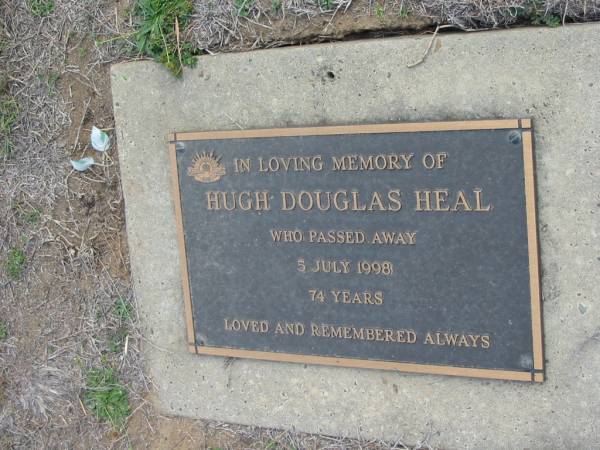 IN LOVING MEMORY OF
HUGH DOUGLAS HEAL
WHO PASSED AWAY
5 JULY 1998
74 YEARS
LOVED AND REMEMBERED ALWAYS